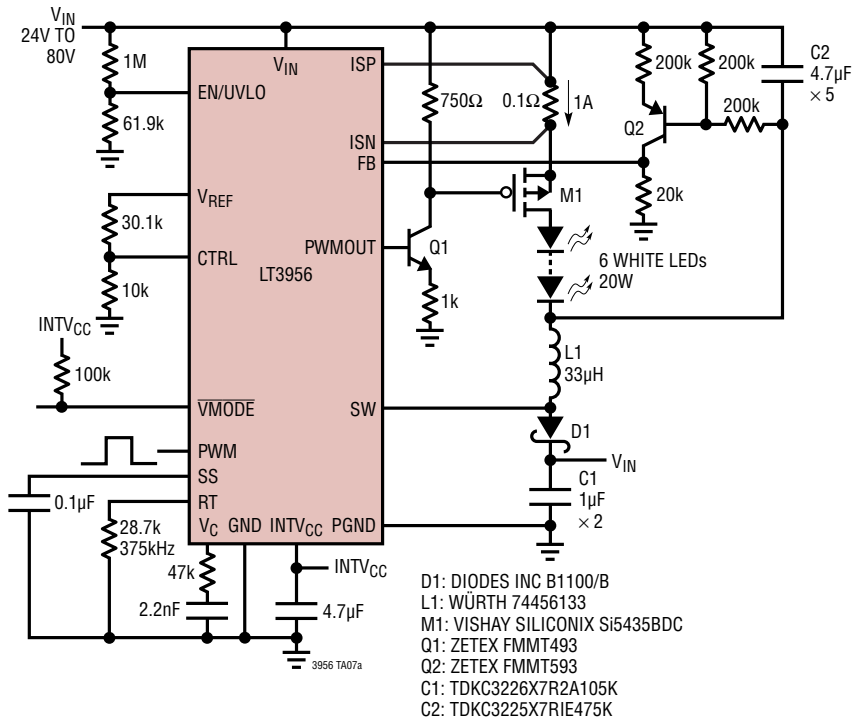 VIN
24V TO
80V
1M
61.9k
EN/UVLO
VIN
ISP
ISN
FB
750Ω
0.1Ω
1A
200k
200k
200k
C2
4.7µF
× 5
Q2
20k
M1
VREF
30.1k
CTRL
10k
LT3956
PWMOUT
Q1
1k
6 WHITE LEDs
20W
INTVCC
100k
VMODE
L1
33µH
SW
D1
VIN
C1
1µF
× 2
PWM
SS
RT
0.1µF
28.7k
375kHz
VC
GND
INTVCC
PGND
47k
2.2nF
INTVCC
4.7µF
3956 TA07a
D1: DIODES INC B1100/B
L1: WÜRTH 74456133
M1: VISHAY SILICONIX Si5435BDC
Q1: ZETEX FMMT493
Q2: ZETEX FMMT593
C1: TDKC3226X7R2A105K
C2: TDKC3225X7RIE475K